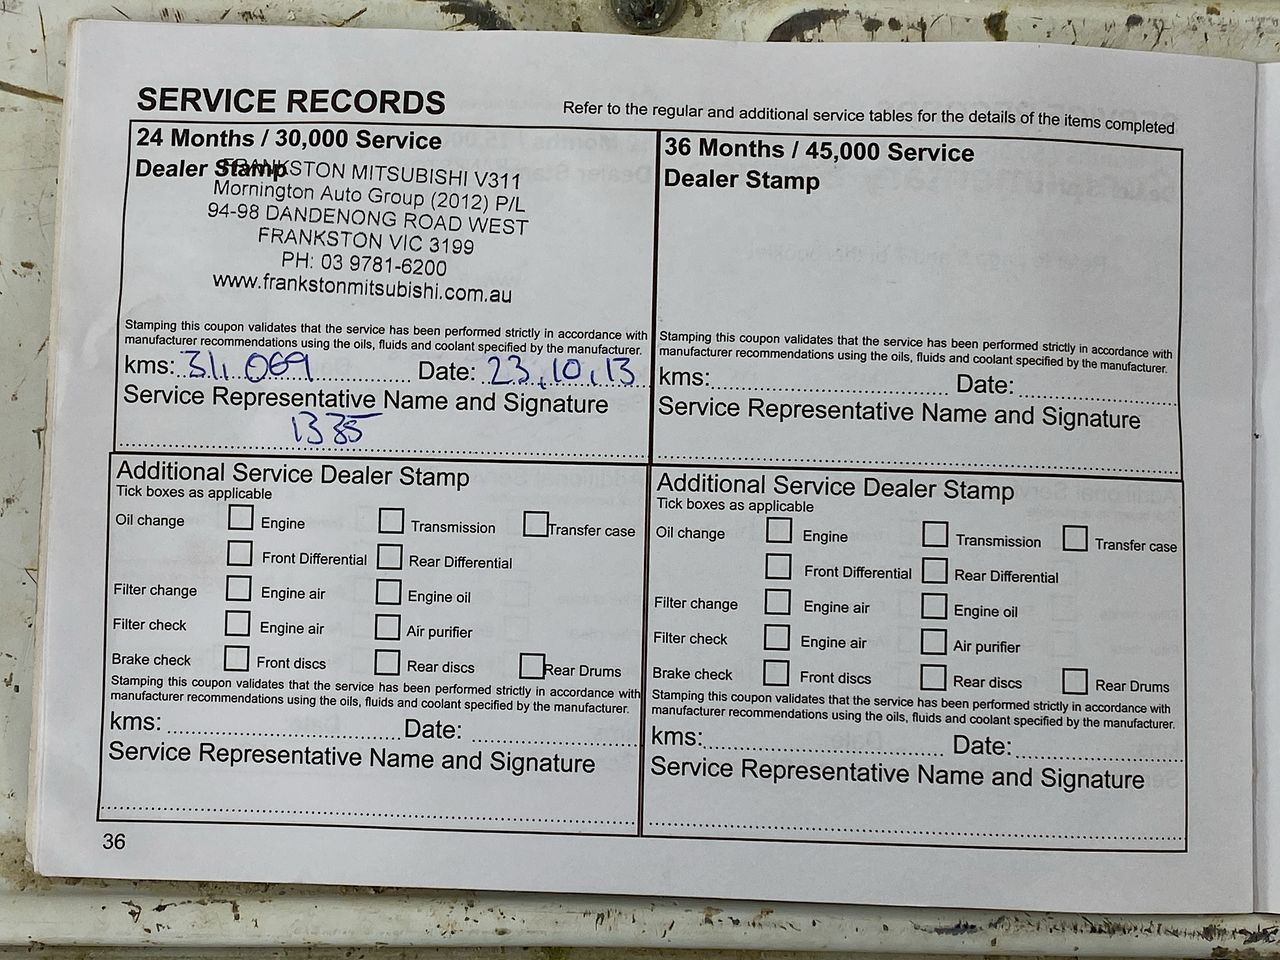 SERVICE RECORDS
Refer to the regular and additional service tables for the details of the items completed
24 Months / 30,000 Service
Dealer Stamp
FRANKSTON MITSUBISHI V311
Mornington Auto Group (2012) P/L
94-98 DANDENONG ROAD WEST
FRANKSTON VIC 3199
PH: 03 9781-6200
www.frankstonmitsubishi.com.au
Stamping this coupon validates that the service has been performed strictly in accordance with
manufacturer recommendations using the oils, fluids and coolant specified by the manufacturer.
kms: 31,069 Date: 23.10.13
Service Representative Name and Signature
1335
36 Months / 45,000 Service
Dealer Stamp
Stamping this coupon validates that the service has been performed strictly in accordance with
manufacturer recommendations using the oils, fluids and coolant specified by the manufacturer.
kms: Date:
Service Representative Name and Signature
Additional Service Dealer Stamp
Tick boxes as applicable
Oil change Engine Transmission Transfer case
Front Differential Rear Differential
Filter change Engine air Engine oil
Filter check Engine air Air purifier
Brake check Front discs Rear discs Rear Drums
Stamping this coupon validates that the service has been performed strictly in accordance with
manufacturer recommendations using the oils, fluids and coolant specified by the manufacturer.
kms: Date:
Service Representative Name and Signature
Additional Service Dealer Stamp
Tick boxes as applicable
Oil change Engine Transmission Transfer case
Front Differential Rear Differential
Filter change Engine air Engine oil
Filter check Engine air Air purifier
Brake check Front discs Rear discs Rear Drums
Stamping this coupon validates that the service has been performed strictly in accordance with
manufacturer recommendations using the oils, fluids and coolant specified by the manufacturer.
kms: Date:
Service Representative Name and Signature
36